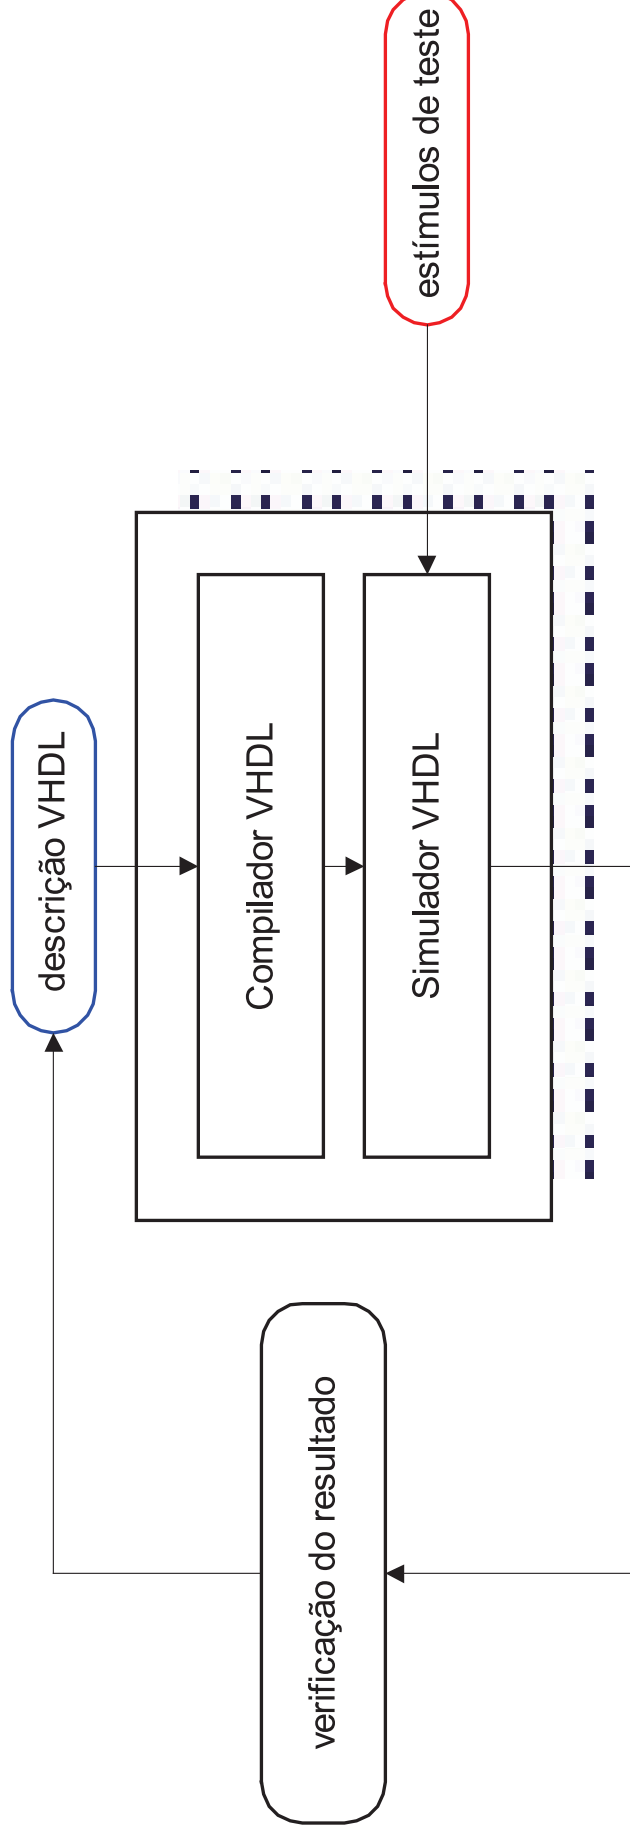 descrição VHDL
Compilador VHDL
Simulador VHDL
estímulos de teste
verificação do resultado